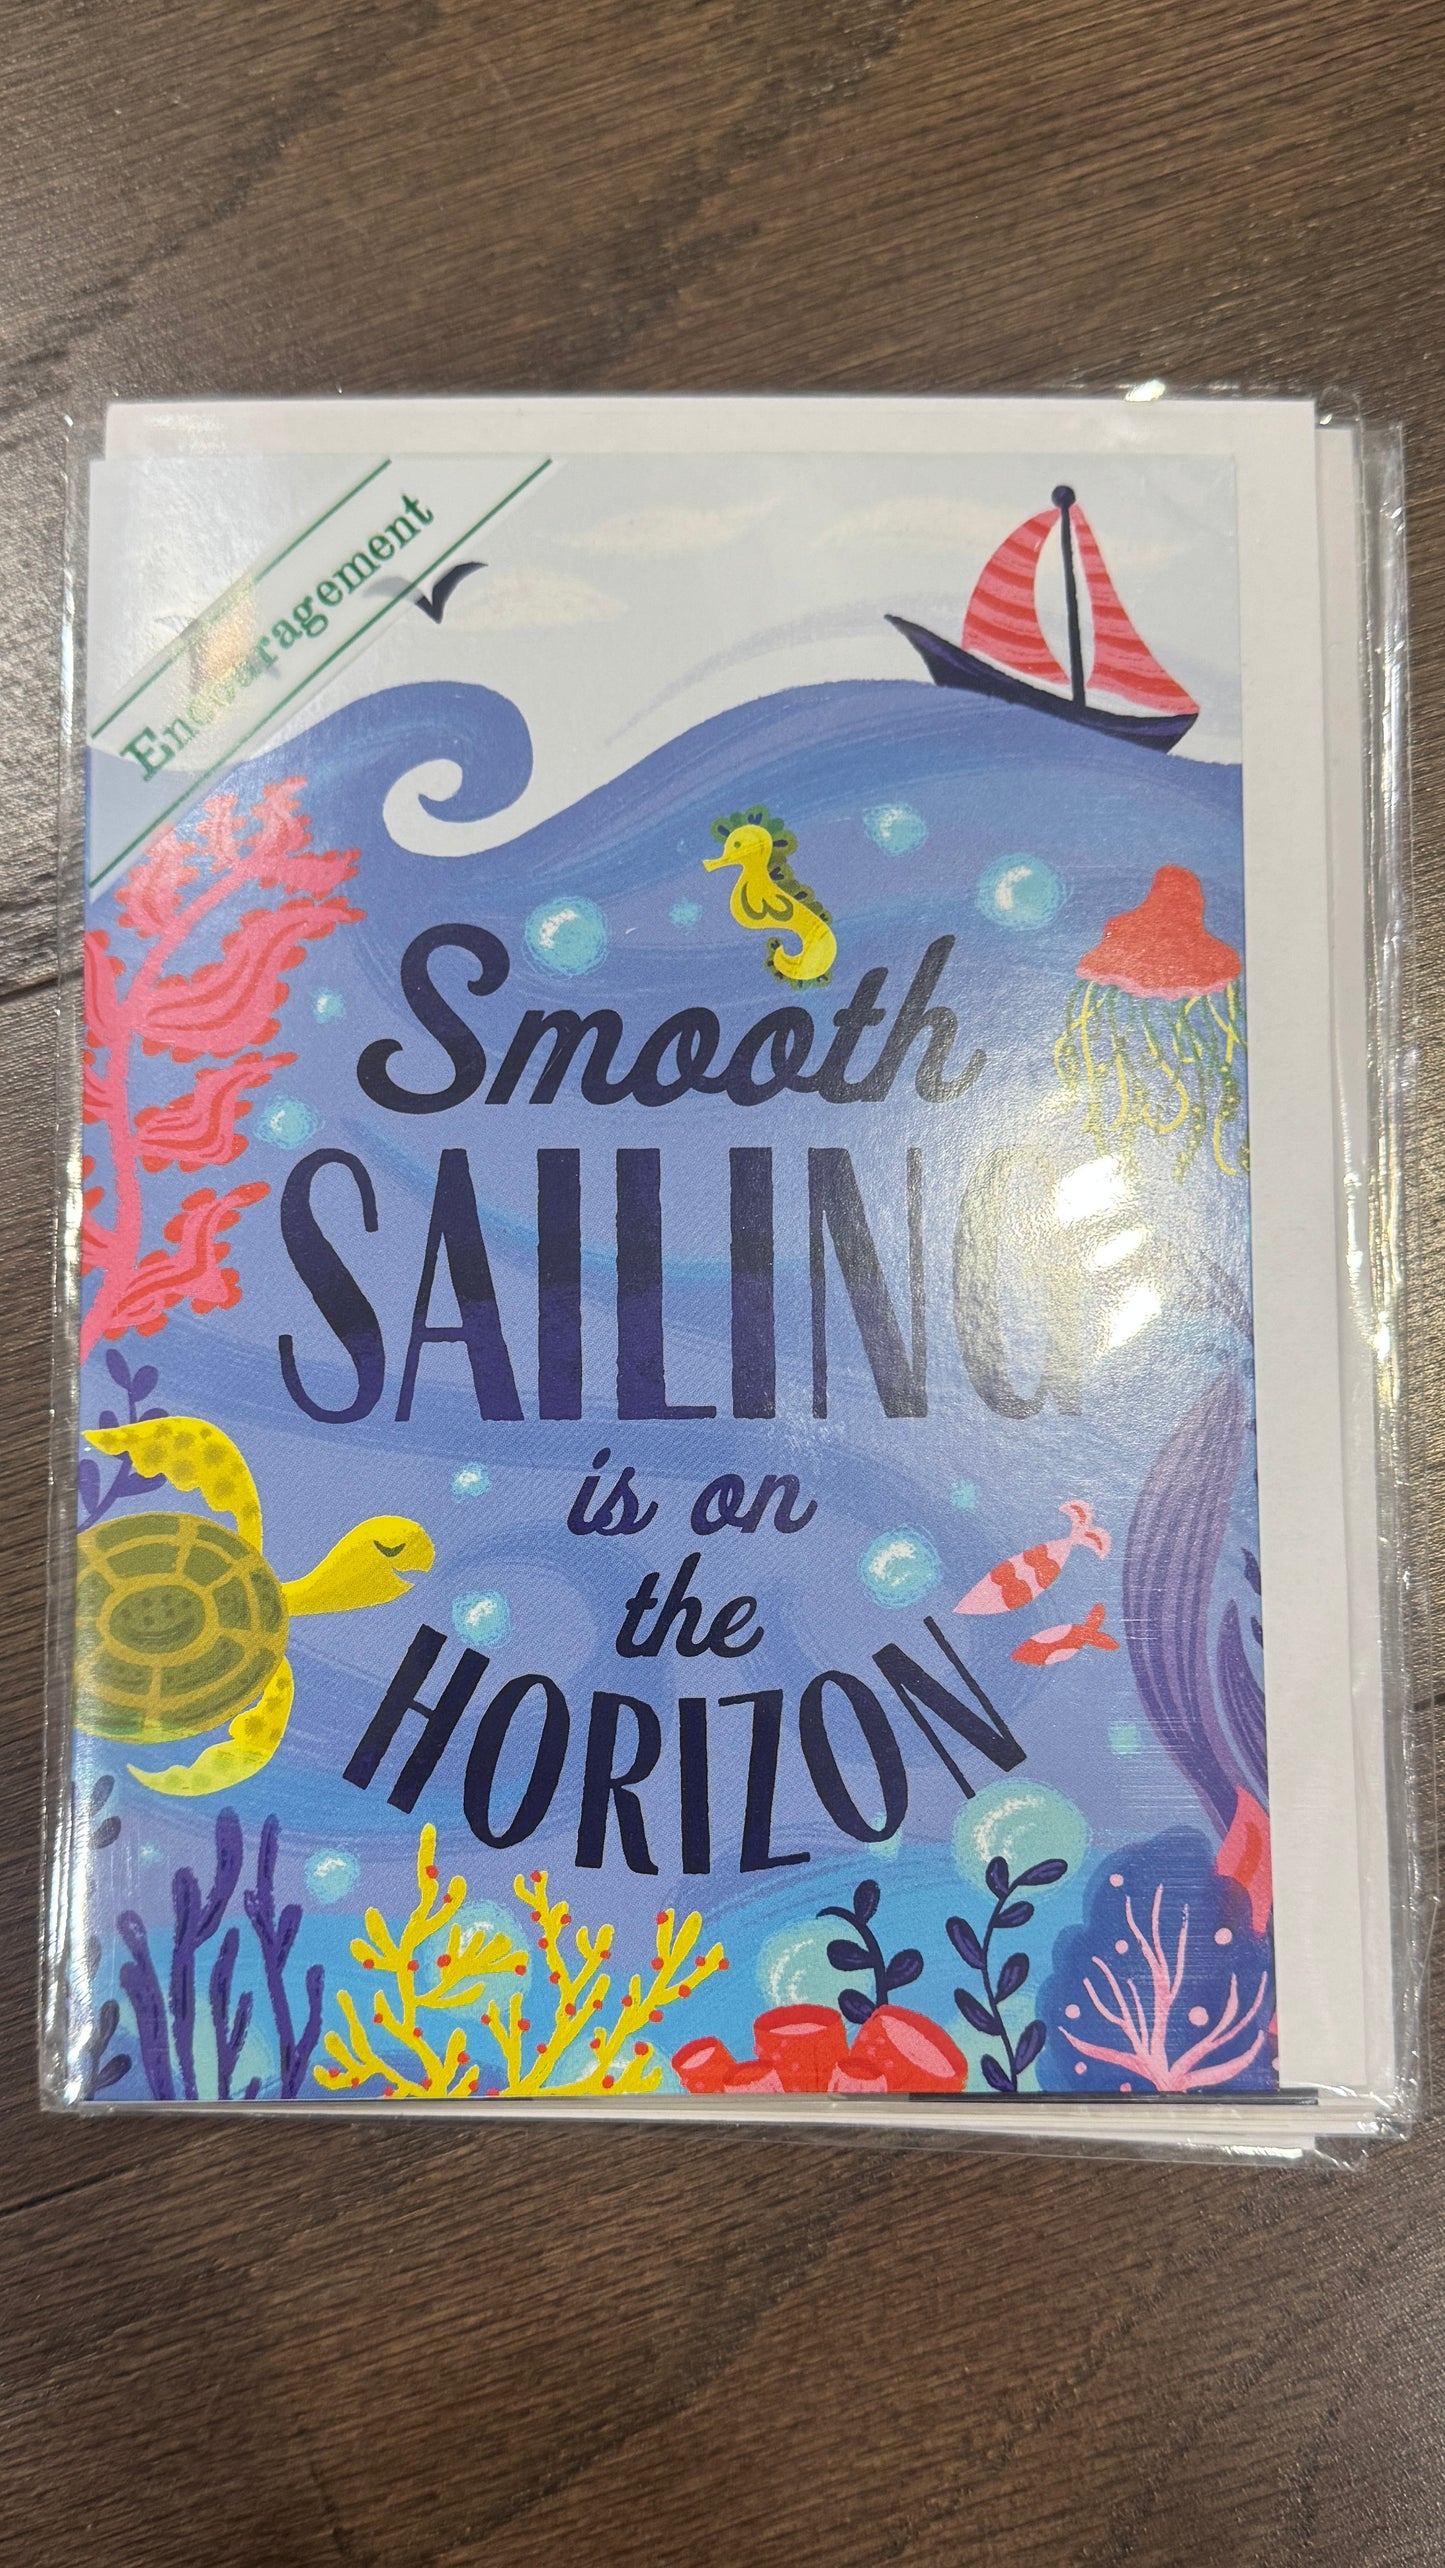 Encouragement
Smooth
SAILING
is on
the
HORIZON